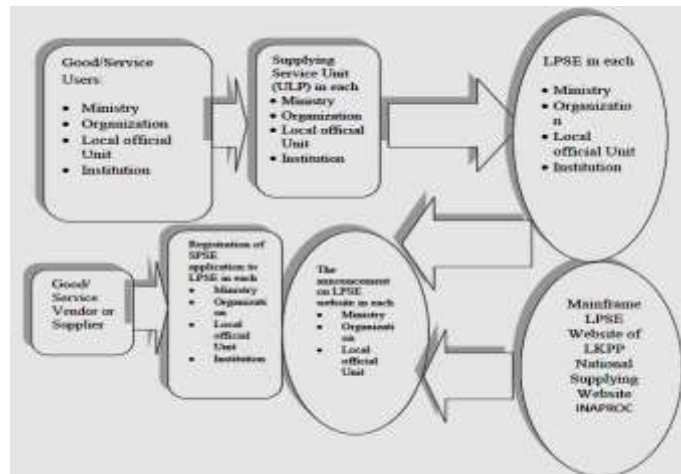 Good/Service
Users:
• Ministry
• Organization
• Local official
Unit
• Institution
Supplying
Service Unit
(ULP) in each
• Ministry
• Organization
• Local official
Unit
• Institution
LPSE in each
• Ministry
• Organizatio
n
• Local
official Unit
• Institution
Good/
Service
Vendor or
Supplier
Registration of
SPSE
application to
LPSE in each
• Ministry
• Organizati
on
• Local
official
Unit
• Institution
The
announcement
on LPSE
website in each
• Ministry
• Organizati
on
• Local
official
Unit
Mainframe
LPSE
Website of
LKPP
National
Supplying
Website
INAPROC